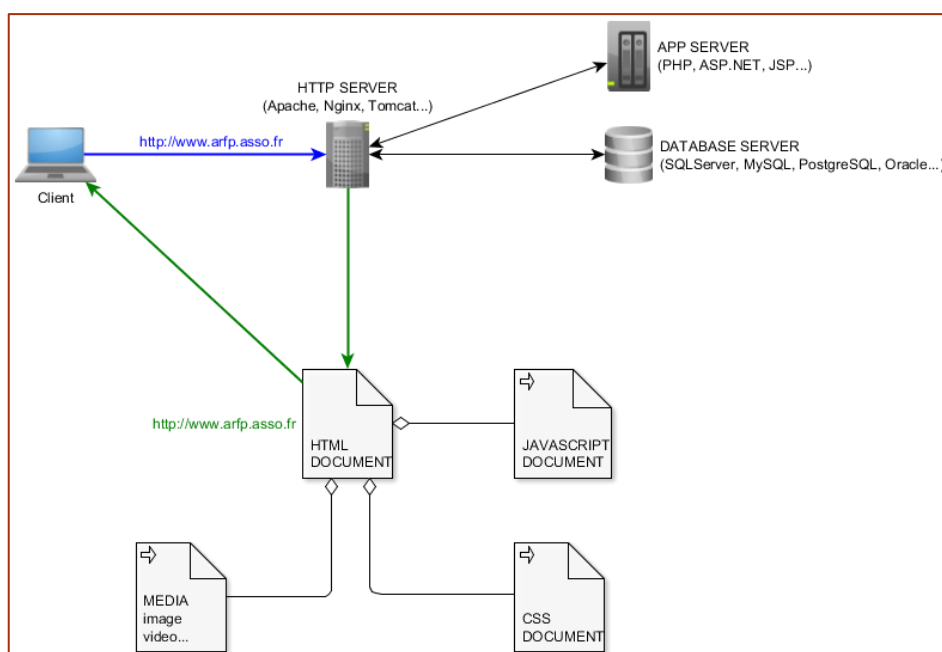 APP SERVER
(PHP, ASP.NET, JSP...)
HTTP SERVER
(Apache, Nginx, Tomcat...)
http://www.arfp.asso.fr
DATABASE SERVER
(SQLServer, MySQL, PostgreSQL, Oracle...)
Client
http://www.arfp.asso.fr
HTML
DOCUMENT
JAVASCRIPT
DOCUMENT
MEDIA
image
video...
CSS
DOCUMENT